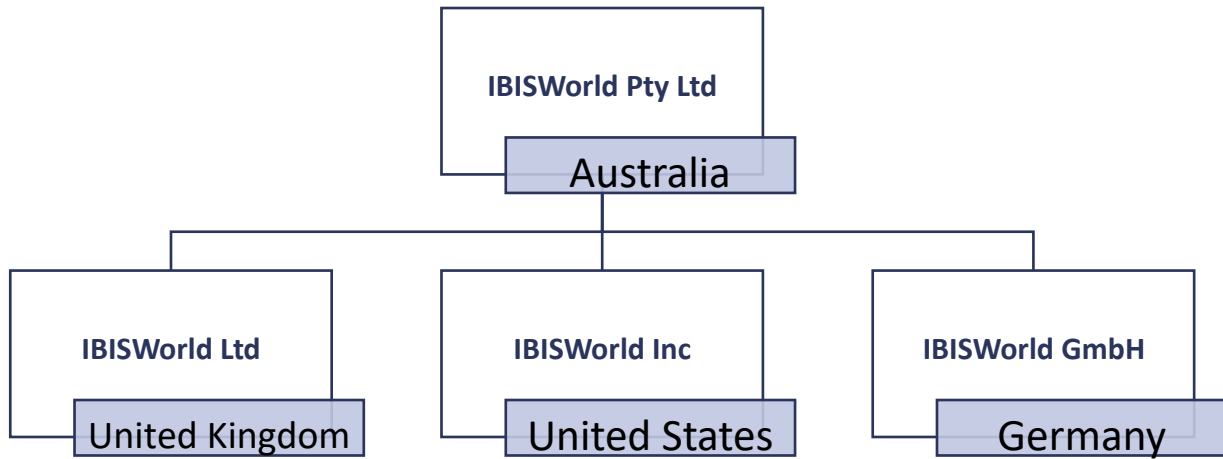 IBISWorld Pty Ltd
Australia
IBISWorld Ltd
United Kingdom
IBISWorld Inc
United States
IBISWorld GmbH
Germany